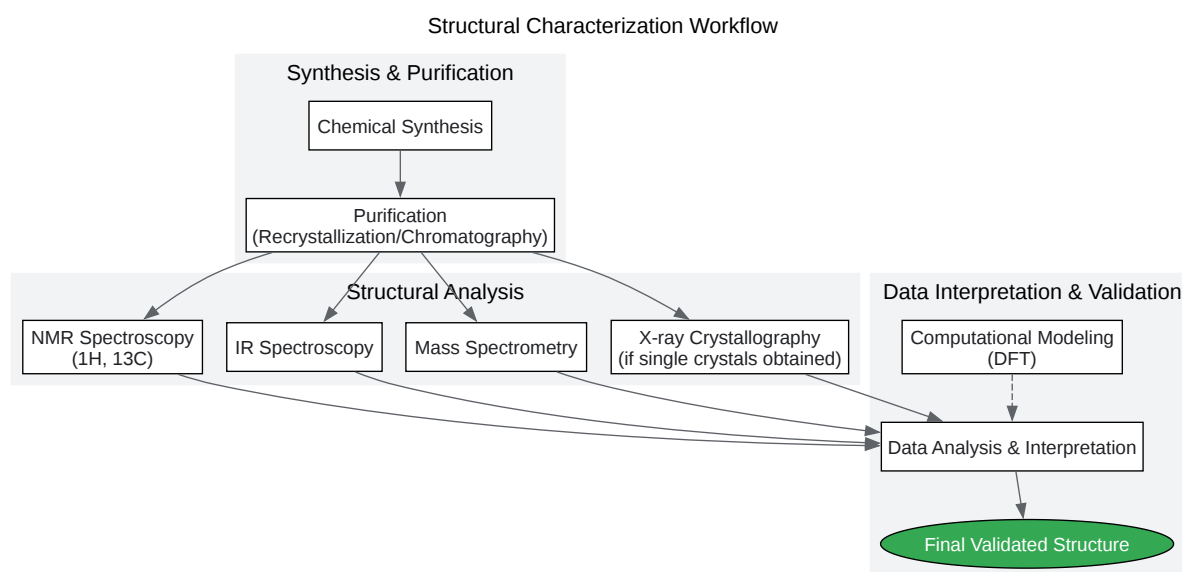 Structural Characterization Workflow
Synthesis & Purification
Chemical Synthesis
Purification
(Recrystallization/Chromatography)
Structural Analysis
NMR Spectroscopy
(1H, 13C)
IR Spectroscopy
Mass Spectrometry
X-ray Crystallography
(if single crystals obtained)
Data Interpretation & Validation
Computational Modeling
(DFT)
Data Analysis & Interpretation
Final Validated Structure